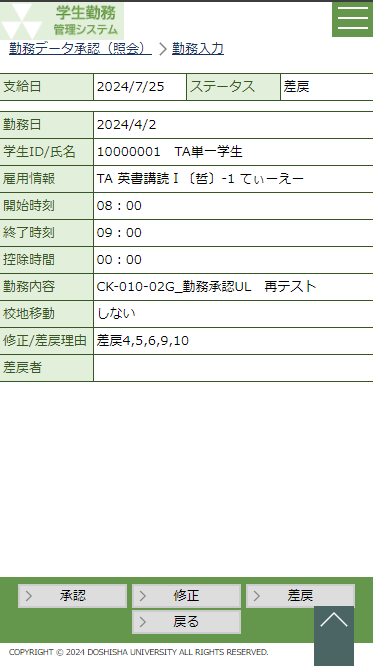 学生勤務
管理システム
勤務データ承認（照会） 勤務入力
支給日 2024/7/25 ステータス 差戻
勤務日 2024/4/2
学生ID/氏名 10000001　TA単一学生
雇用情報 TA 英書講読Ⅰ〔哲〕-1 てぃーえー
開始時刻 08：00
終了時刻 09：00
控除時間 00：00
勤務内容 CK-010-02G_勤務承認UL　再テスト
校地移動 しない
修正/差戻理由 差戻4,5,6,9,10
差戻者
承認 修正 差戻
戻る
COPYRIGHT © 2024 DOSHISHA UNIVERSITY ALL RIGHTS RESERVED.